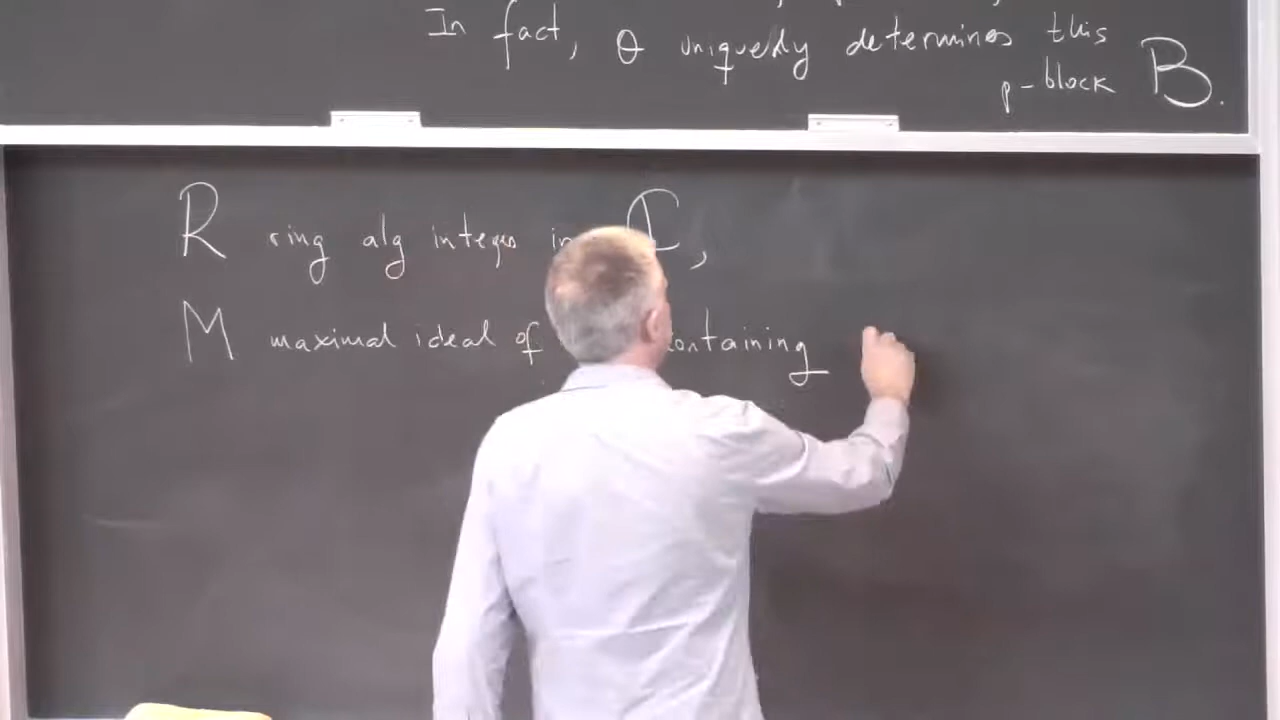 In fact, θ uniquely determines this
p-block B.
R ring alg integers in ℂ,
M maximal ideal of containing